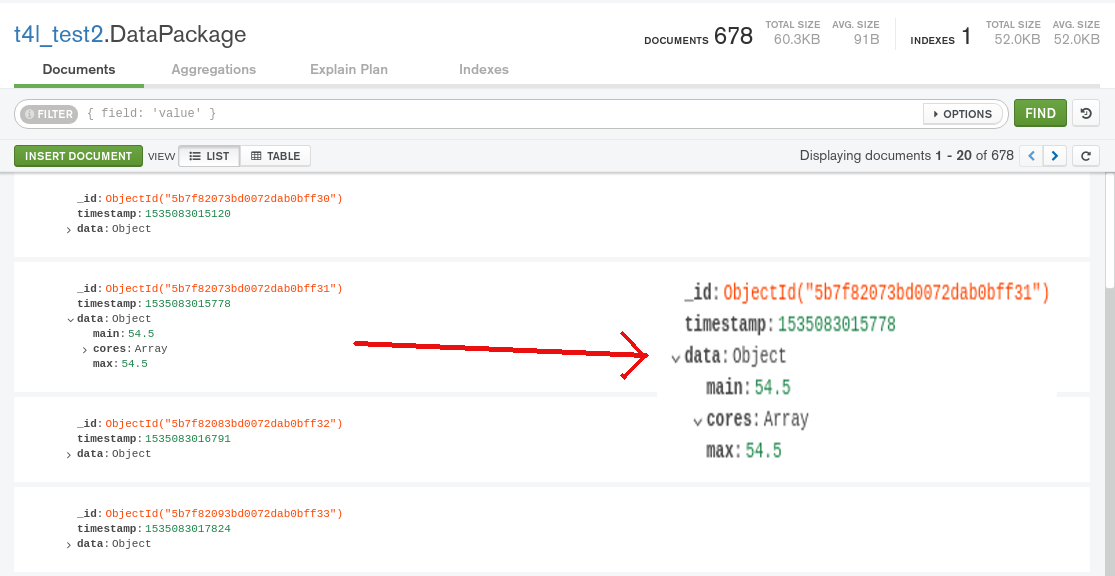 t4l_test2.DataPackage
DOCUMENTS 678 TOTAL SIZE 60.3KB AVG. SIZE 91B INDEXES 1 TOTAL SIZE 52.0KB AVG. SIZE 52.0KB
Documents Aggregations Explain Plan Indexes
FILTER { field: 'value' } OPTIONS FIND
INSERT DOCUMENT VIEW LIST TABLE Displaying documents 1 - 20 of 678
_id: ObjectId("5b7f82073bd0072dab0bff30")
timestamp: 1535083015120
data: Object
_id: ObjectId("5b7f82073bd0072dab0bff31")
timestamp: 1535083015778
data: Object
main: 54.5
cores: Array
max: 54.5
_id: ObjectId("5b7f82073bd0072dab0bff31")
timestamp: 1535083015778
data: Object
main: 54.5
cores: Array
max: 54.5
_id: ObjectId("5b7f82083bd0072dab0bff32")
timestamp: 1535083016791
data: Object
_id: ObjectId("5b7f82093bd0072dab0bff33")
timestamp: 1535083017824
data: Object